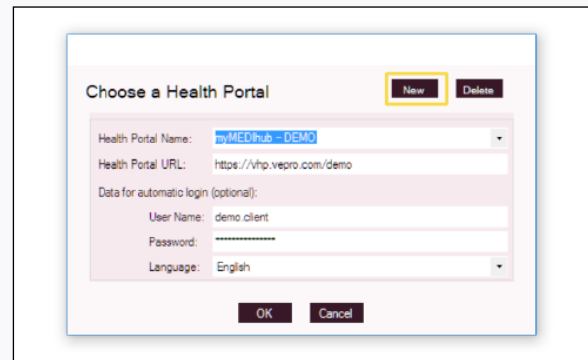 Choose a Health Portal
New
Delete
Health Portal Name: myMEDIhub - DEMO
Health Portal URL: https://vhp.vepro.com/demo
Data for automatic login (optional):
User Name: demo.client
Password: ***************
Language: English
OK
Cancel